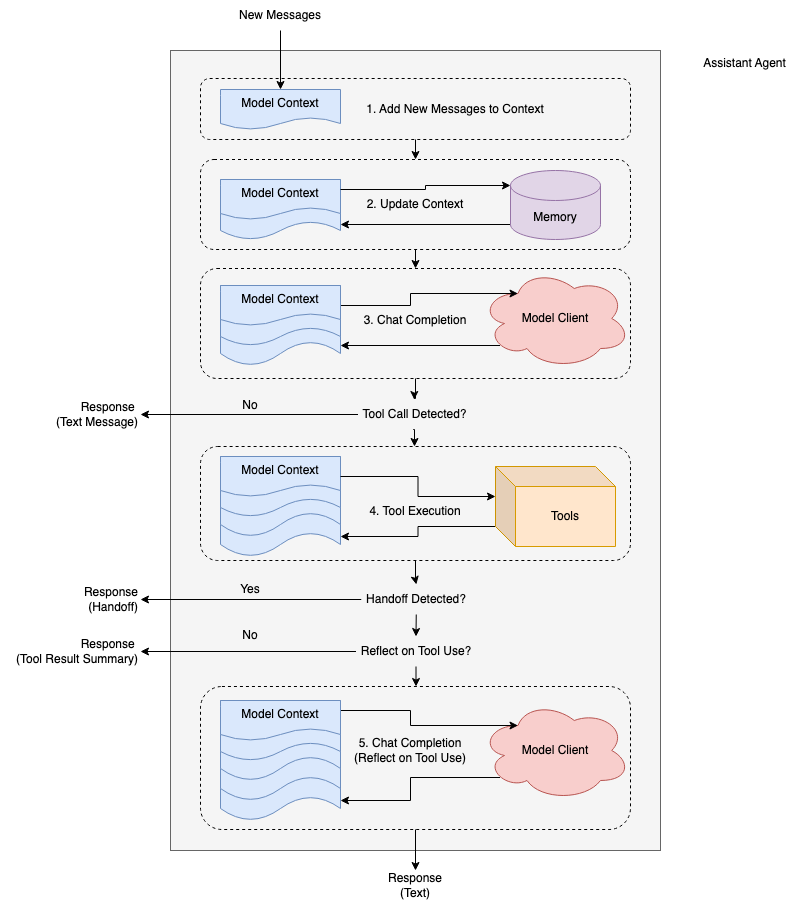 New Messages
Assistant Agent
Model Context
1. Add New Messages to Context
Model Context
2. Update Context
Memory
Model Context
3. Chat Completion
Model Client
No
Response
(Text Message)
Tool Call Detected?
Model Context
4. Tool Execution
Tools
Yes
Response
(Handoff)
Handoff Detected?
No
Response
(Tool Result Summary)
Reflect on Tool Use?
Model Context
5. Chat Completion
(Reflect on Tool Use)
Model Client
Response
(Text)